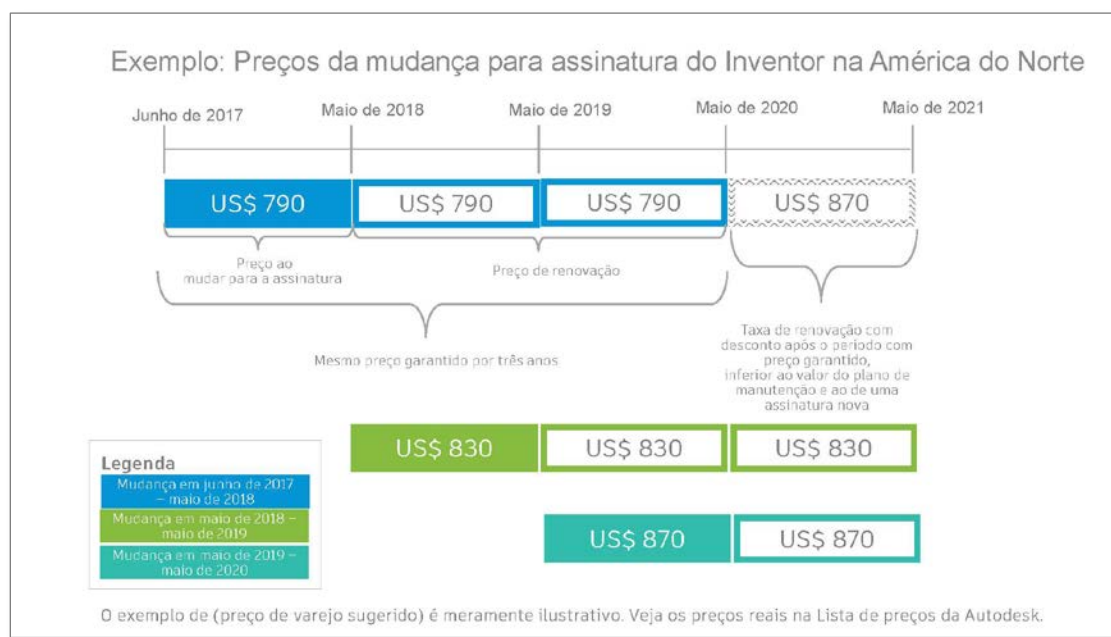 Exemplo: Preços da mudança para assinatura do Inventor na América do Norte
Junho de 2017
Maio de 2018
Maio de 2019
Maio de 2020
Maio de 2021
US$ 790
US$ 790
US$ 790
US$ 870
Preço ao
mudar para a assinatura
Preço de renovação
Mesmo preço garantido por três anos
Taxa de renovação com
desconto após o período com
preço garantido,
inferior ao valor do plano de
manutenção e ao de uma
assinatura nova
US$ 830
US$ 830
US$ 830
Legenda
Mudança em junho de 2017
– maio de 2018
Mudança em maio de 2018 –
maio de 2019
Mudança em maio de 2019 –
maio de 2020
US$ 870
US$ 870
O exemplo de (preço de varejo sugerido) é meramente ilustrativo. Veja os preços reais na Lista de preços da Autodesk.